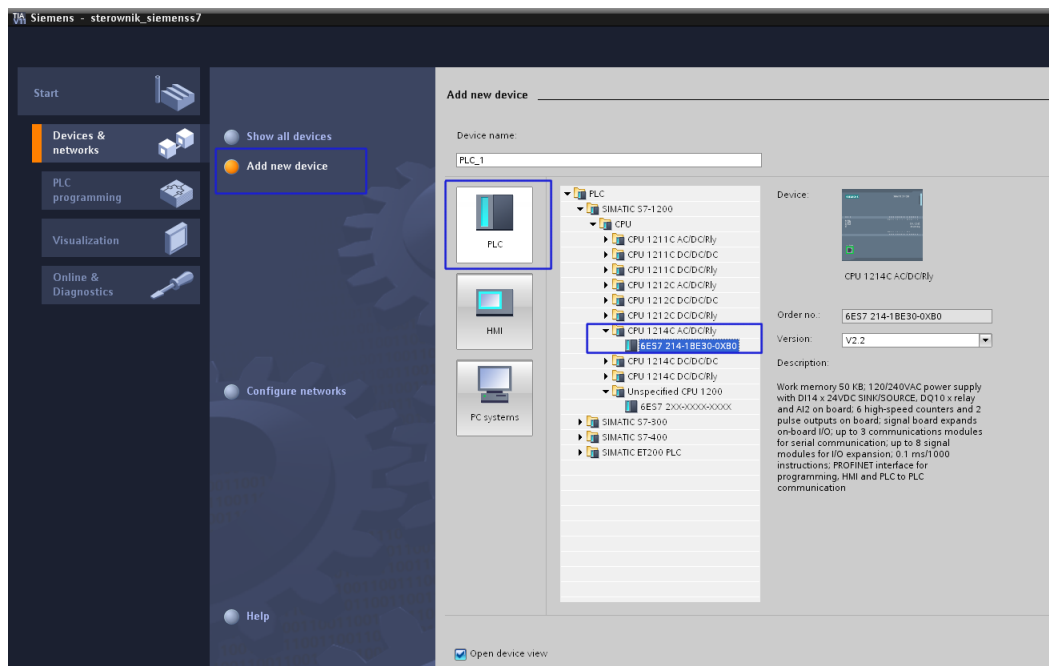 Siemens - sterownik_siemenss7
Start
Devices &
networks
PLC
programming
Visualization
Online &
Diagnostics
Show all devices
Add new device
Configure networks
Help
Add new device
Device name:
PLC_1
PLC
HMI
PC systems
PLC
SIMATIC S7-1200
CPU
CPU 1211C AC/DC/Rly
CPU 1211C DC/DC/DC
CPU 1211C DC/DC/Rly
CPU 1212C AC/DC/Rly
CPU 1212C DC/DC/DC
CPU 1212C DC/DC/Rly
CPU 1214C AC/DC/Rly
6ES7 214-1BE30-0XB0
CPU 1214C DC/DC/DC
CPU 1214C DC/DC/Rly
Unspecified CPU 1200
6ES7 2XX-XXXX-XXXX
SIMATIC S7-300
SIMATIC S7-400
SIMATIC ET200 PLC
Device:
CPU 1214C AC/DC/Rly
Order no.: 6ES7 214-1BE30-0XB0
Version: V2.2
Description:
Work memory 50 KB; 120/240VAC power supply
with DI14 x 24VDC SINK/SOURCE, DQ10 x relay
and AI2 on board; 6 high-speed counters and 2
pulse outputs on board; signal board expands
on-board I/O; up to 3 communications modules
for serial communication; up to 8 signal
modules for I/O expansion; 0.1 ms/1000
instructions; PROFINET interface for
programming, HMI and PLC to PLC
communication
Open device view